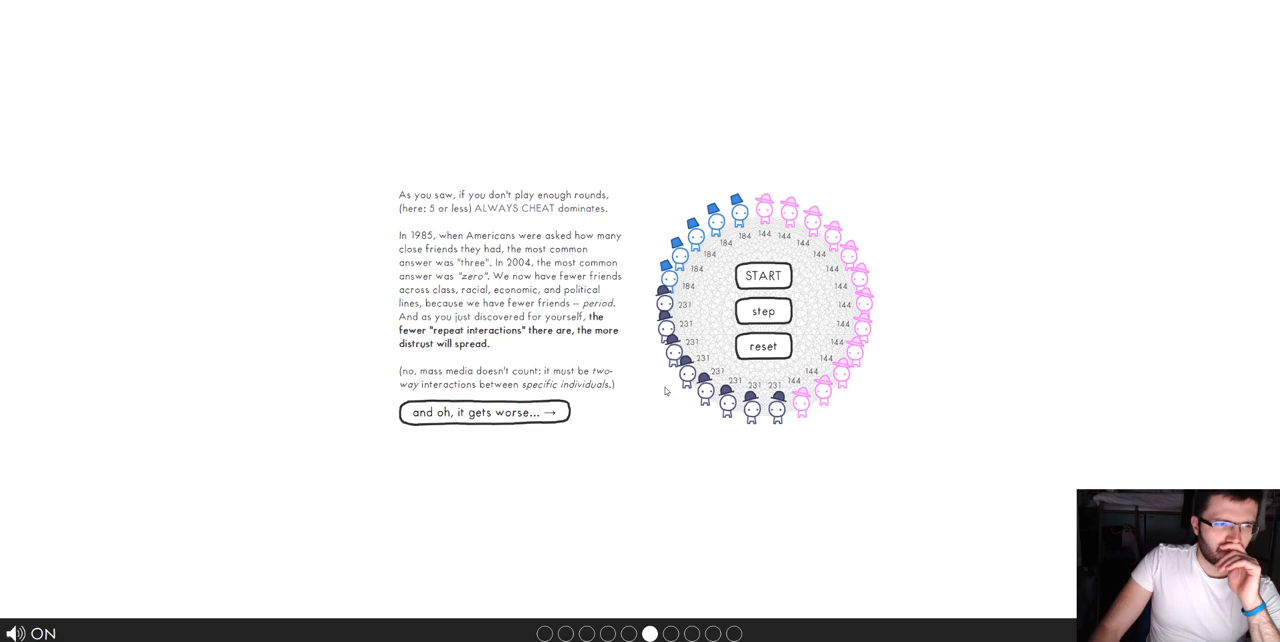 As you saw, if you don't play enough rounds,
(here: 5 or less) ALWAYS CHEAT dominates.
In 1985, when Americans were asked how many
close friends they had, the most common
answer was "three". In 2004, the most common
answer was "zero". We now have fewer friends
across class, racial, economic, and political
lines, because we have fewer friends -- period.
And as you just discovered for yourself, the
fewer "repeat interactions" there are, the more
distrust will spread.
(no, mass media doesn't count: it must be two-
way interactions between specific individuals.)
and oh, it gets worse... →
184 144 144
184 144
184 144
184 144
184 144
231 144
231 144
231 144
231 144
231 144
231 231 231 144
START
step
reset
ON